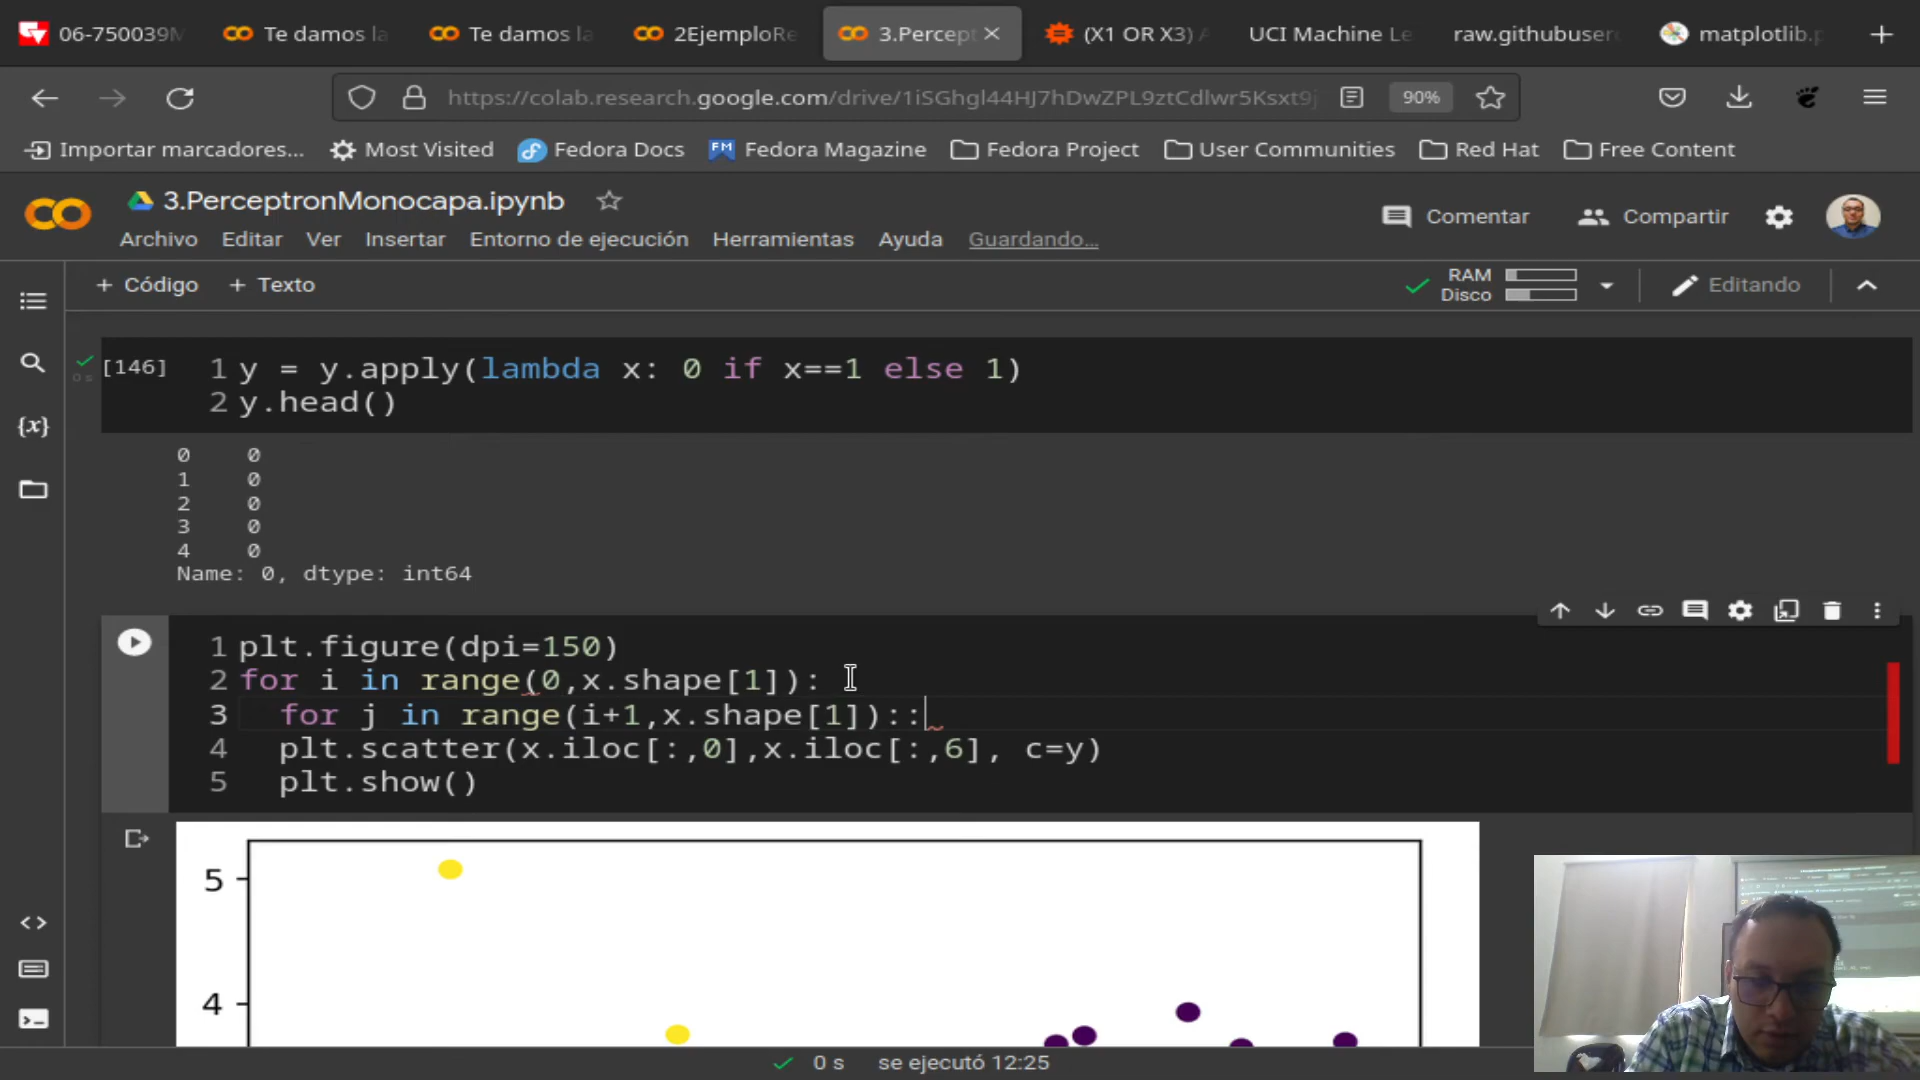 06-750039M
Te damos la
Te damos la
2EjemploRe
3.Percept
(X1 OR X3) A
UCI Machine Le
raw.githubuserc
matplotlib.p
https://colab.research.google.com/drive/1iSGhgl44HJ7hDwZPL9ztCdlwr5Ksxt9j
90%
Importar marcadores...
Most Visited
Fedora Docs
FM
Fedora Magazine
Fedora Project
User Communities
Red Hat
Free Content
3.PerceptronMonocapa.ipynb
Comentar
Compartir
Archivo
Editar
Ver
Insertar
Entorno de ejecución
Herramientas
Ayuda
Guardando...
+ Código
+ Texto
RAM
Disco
Editando
{x}
[146]
1 y = y.apply(lambda x: 0 if x==1 else 1)
2 y.head()
0 0
1 0
2 0
3 0
4 0
Name: 0, dtype: int64
1 plt.figure(dpi=150)
2 for i in range(0,x.shape[1]):
3 for j in range(i+1,x.shape[1])::
4 plt.scatter(x.iloc[:,0],x.iloc[:,6], c=y)
5 plt.show()
5
4
0 s
se ejecutó 12:25